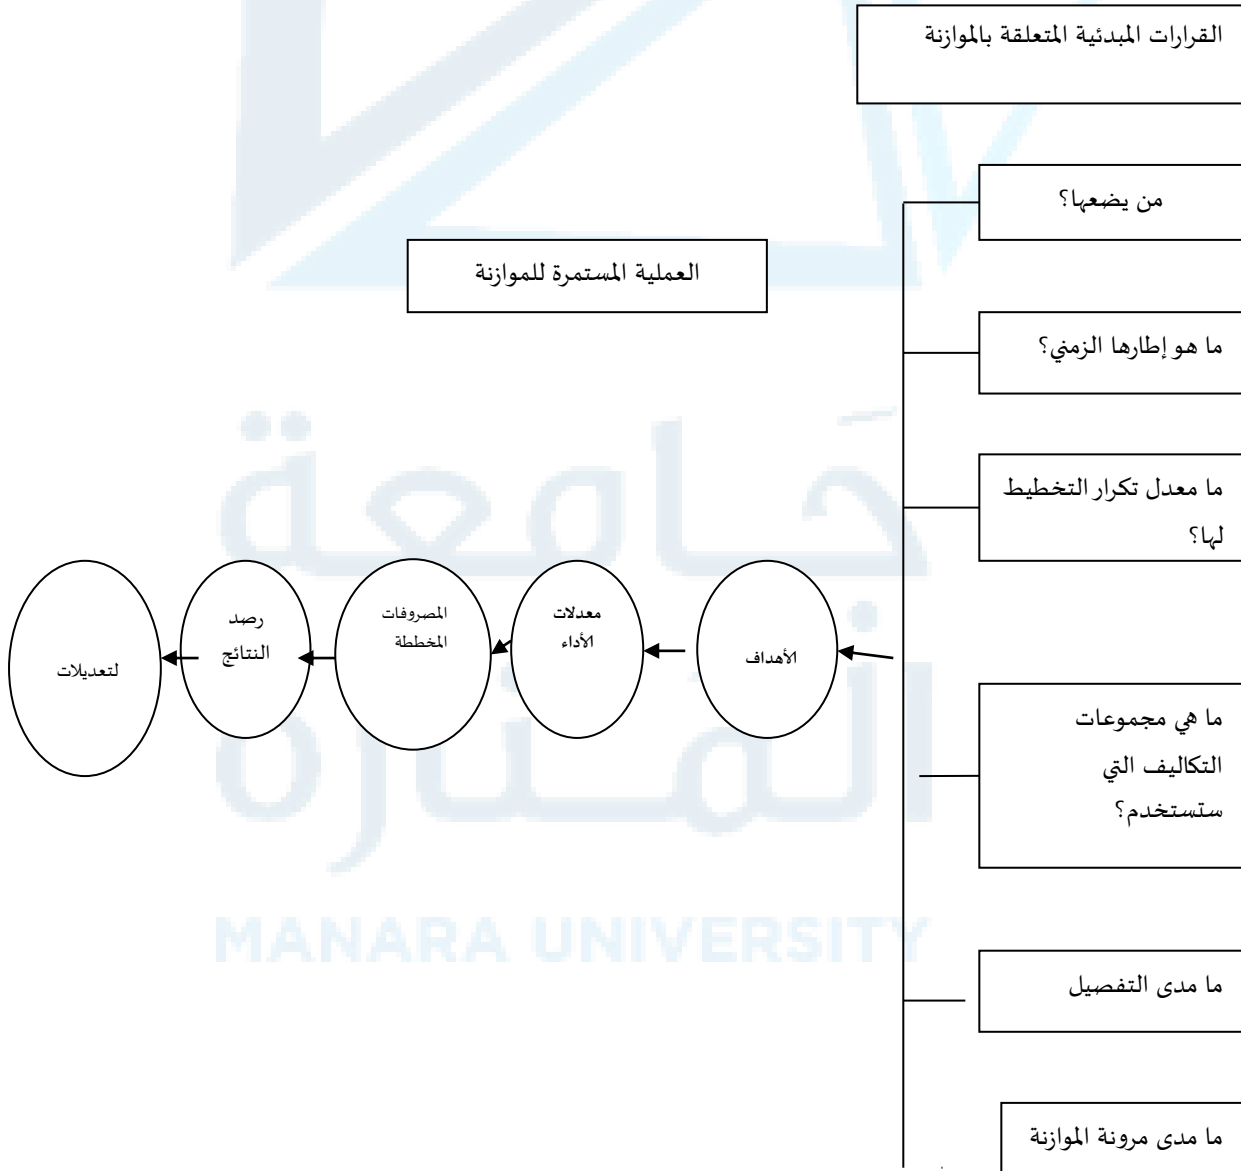 القرارات المبدئية المتعلقة بالموازنة
من يضعها؟
العملية المستمرة للموازنة
ما هو إطارها الزمني؟
ما معدل تكرار التخطيط
لها؟
الأهداف
معدلات
الأداء
المصروفات
المخططة
رصد
النتائج
لتعديلات
ما هي مجموعات
التكاليف التي
ستستخدم؟
ما مدى التفصيل
ما مدى مرونة الموازنة
جامعة
المنارة
MANARA UNIVERSITY